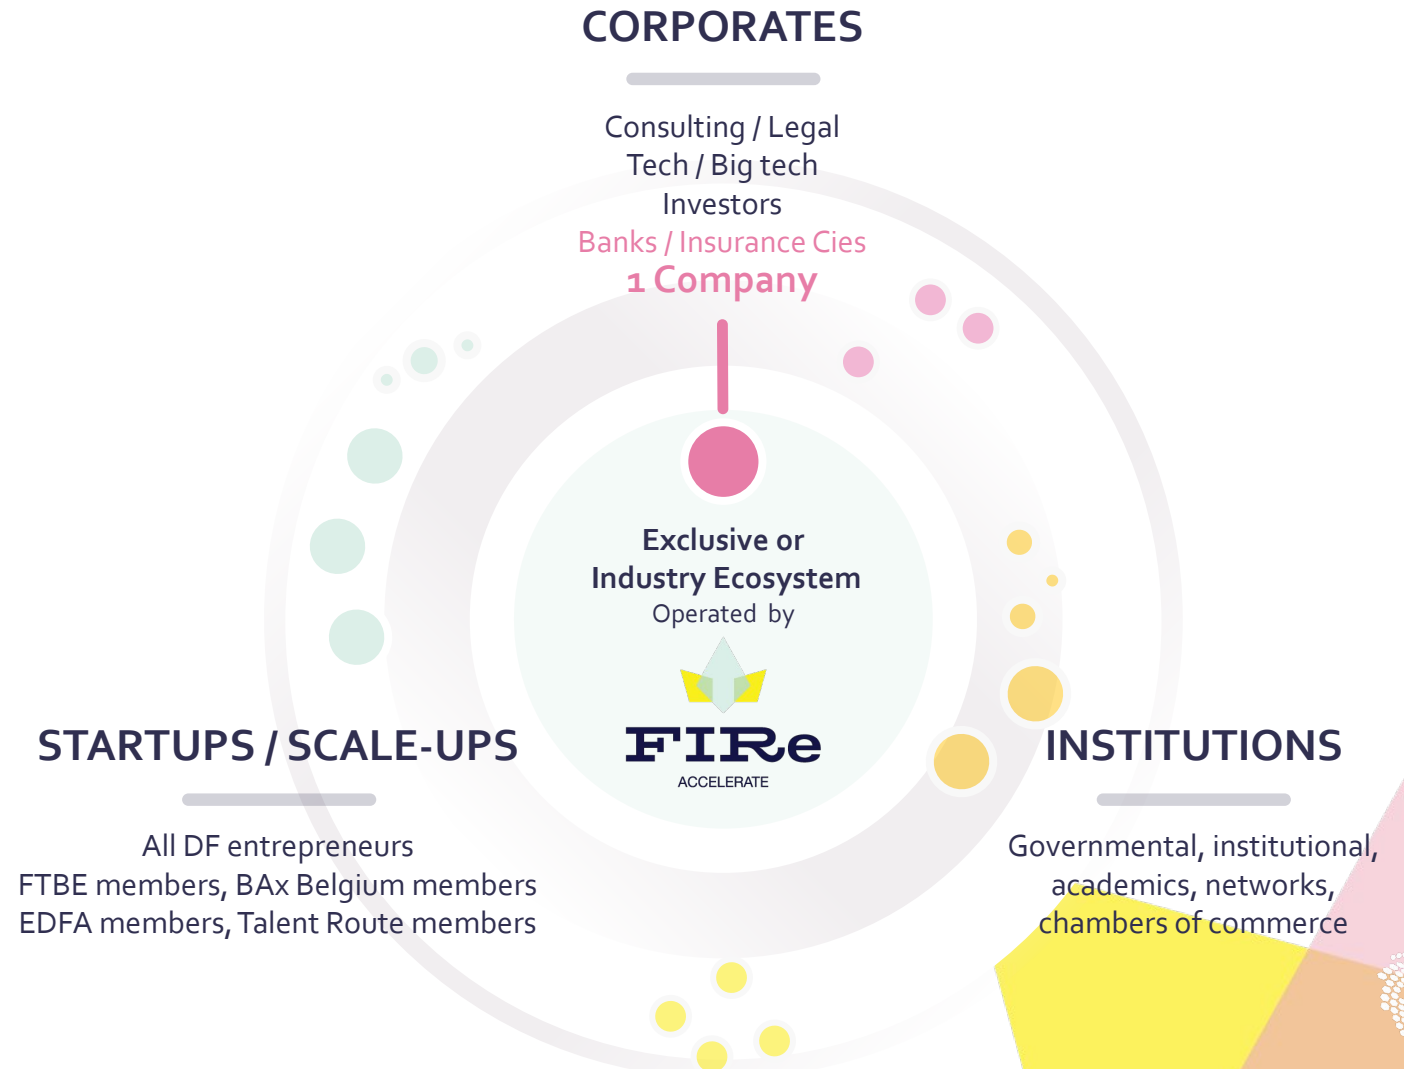 CORPORATES
Consulting / Legal
Tech / Big tech
Investors
Banks / Insurance Cies
1 Company
Exclusive or
Industry Ecosystem
Operated by
FIRe
ACCELERATE
STARTUPS / SCALE-UPS
All DF entrepreneurs
FTBE members, BAx Belgium members
EDFA members, Talent Route members
INSTITUTIONS
Governmental, institutional,
academics, networks,
chambers of commerce